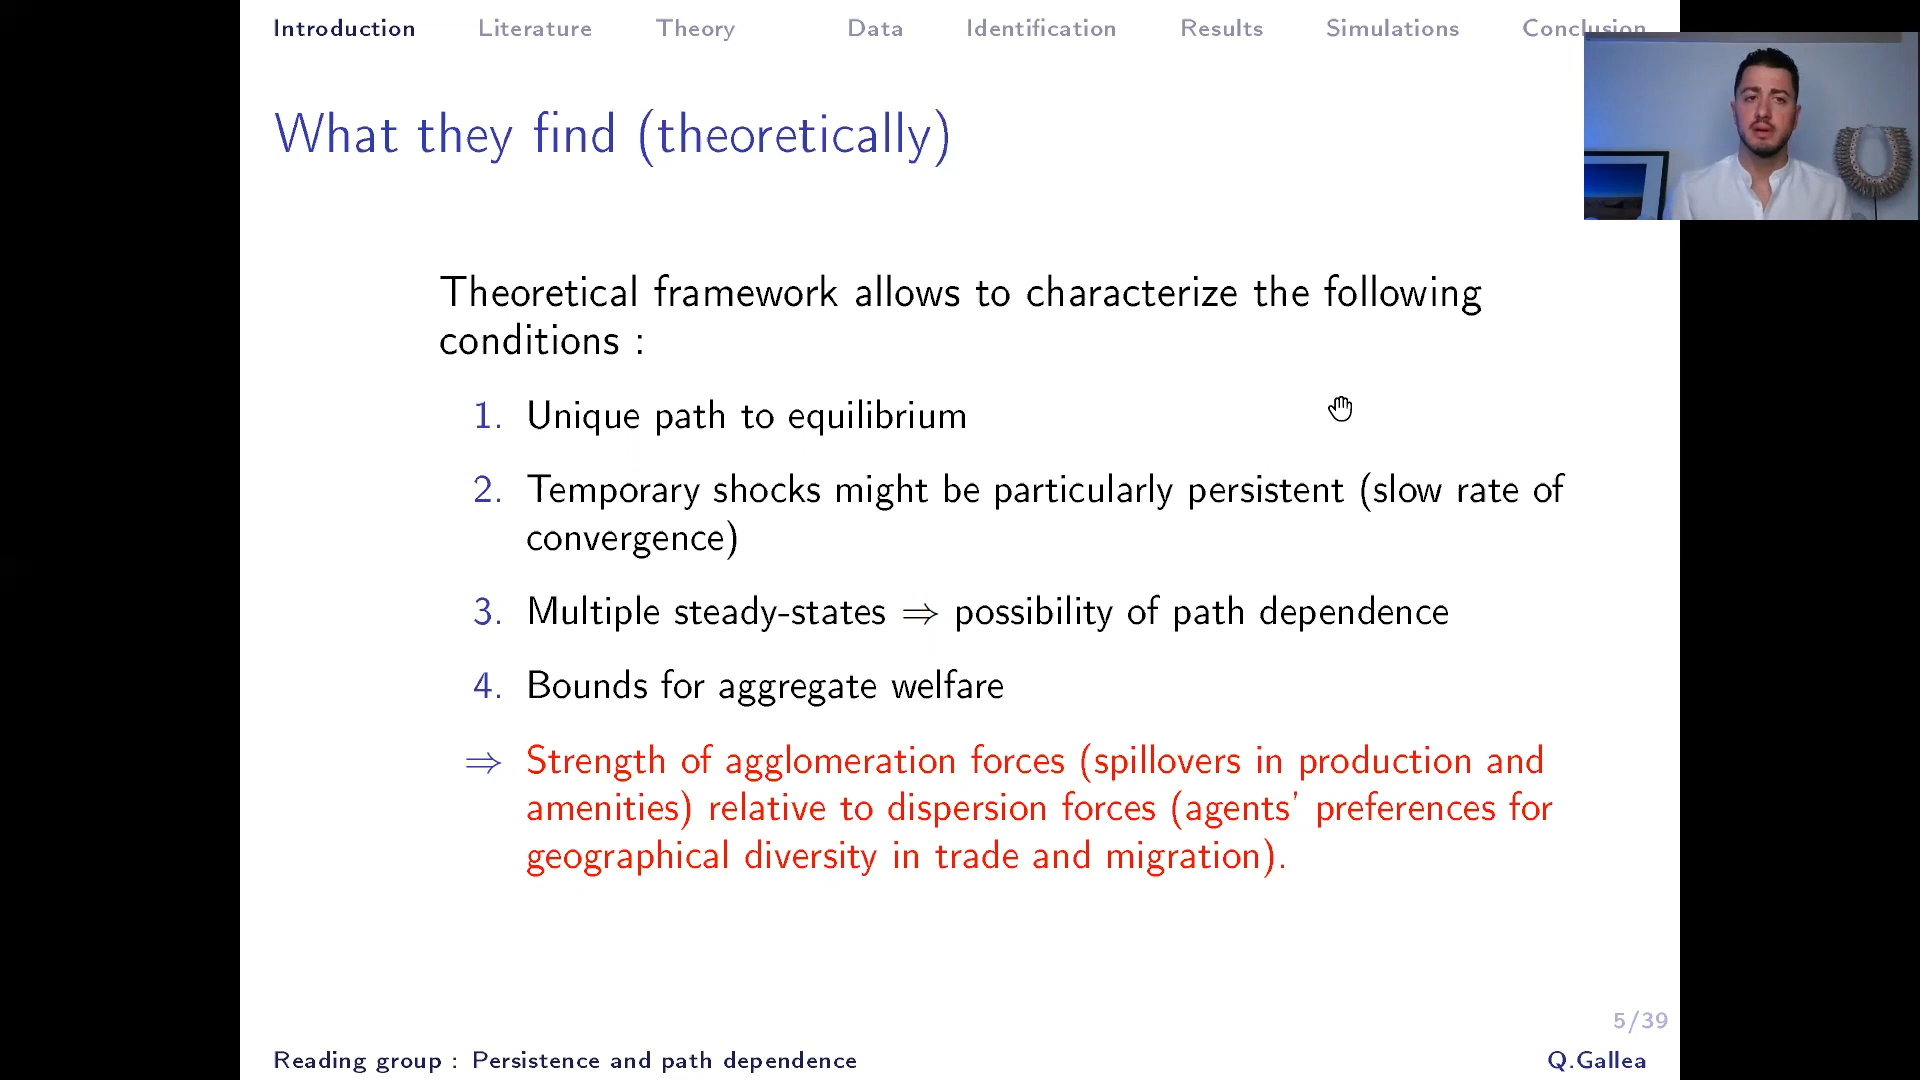 Introduction Literature Theory Data Identification Results Simulations Conclusion
What they find (theoretically)
Theoretical framework allows to characterize the following
conditions :
1. Unique path to equilibrium
2. Temporary shocks might be particularly persistent (slow rate of
convergence)
3. Multiple steady-states ⇒ possibility of path dependence
4. Bounds for aggregate welfare
⇒ Strength of agglomeration forces (spillovers in production and
amenities) relative to dispersion forces (agents' preferences for
geographical diversity in trade and migration).
5/39
Reading group : Persistence and path dependence Q.Gallea